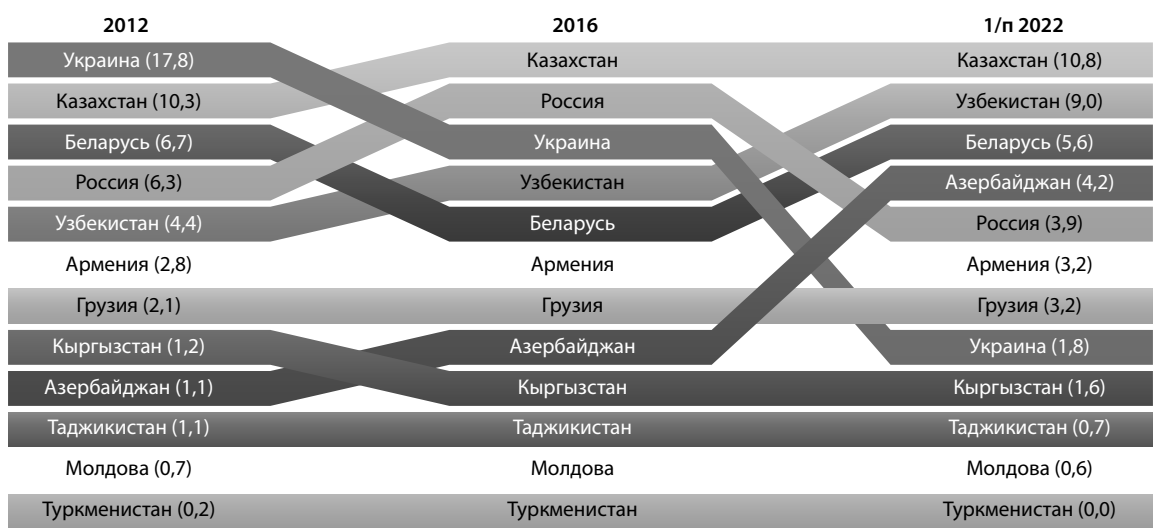 2012 2016 1/п 2022
Украина (17,8) Казахстан Казахстан (10,8)
Казахстан (10,3) Россия Узбекистан (9,0)
Беларусь (6,7) Украина Беларусь (5,6)
Россия (6,3) Узбекистан Азербайджан (4,2)
Узбекистан (4,4) Беларусь Россия (3,9)
Армения (2,8) Армения Армения (3,2)
Грузия (2,1) Грузия Грузия (3,2)
Кыргызстан (1,2) Азербайджан Украина (1,8)
Азербайджан (1,1) Кыргызстан Кыргызстан (1,6)
Таджикистан (1,1) Таджикистан Таджикистан (0,7)
Молдова (0,7) Молдова Молдова (0,6)
Туркменистан (0,2) Туркменистан Туркменистан (0,0)